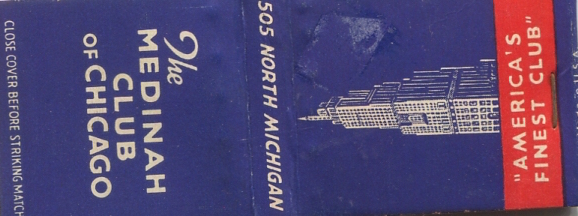 "AMERICA'S
FINEST CLUB"
505 NORTH MICHIGAN
The
MEDINAH
CLUB
OF CHICAGO
CLOSE COVER BEFORE STRIKING MATCH